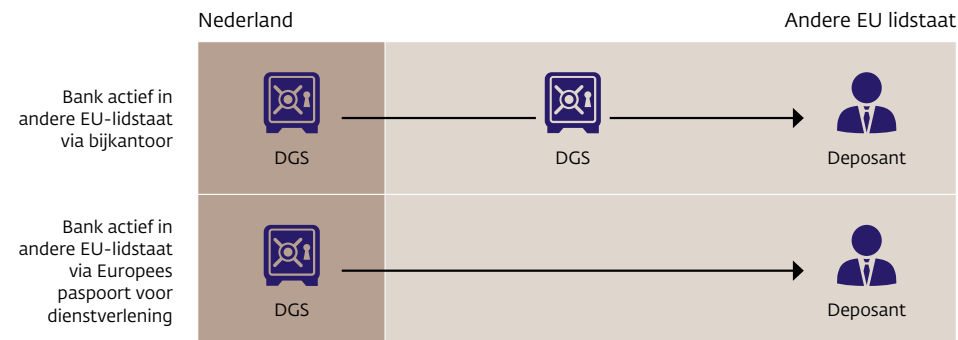 Nederland
Andere EU lidstaat
Bank actief in
andere EU-lidstaat
via bijkantoor
DGS
DGS
Deposant
Bank actief in
andere EU-lidstaat
via Europees
paspoort voor
dienstverlening
DGS
Deposant